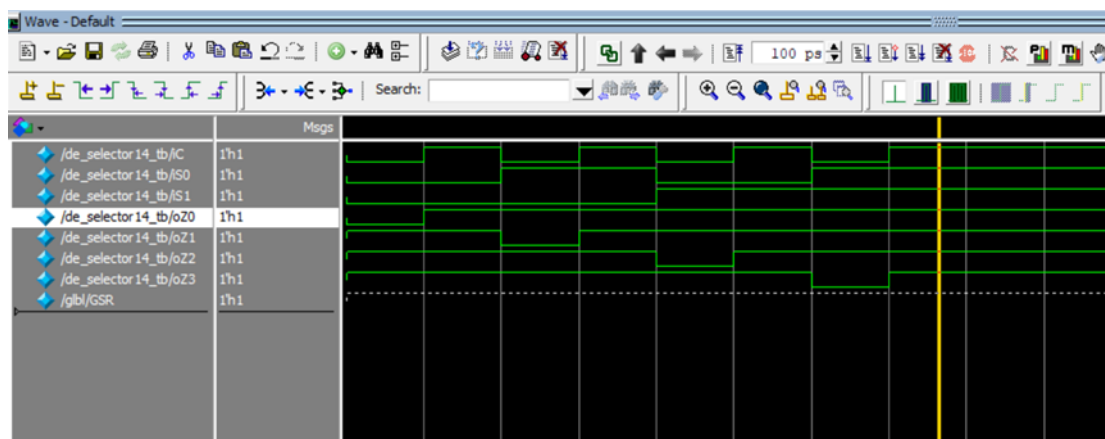 Wave - Default
100 ps
Search:
Msgs
/de_selector14_tb/iC 1'h1
/de_selector14_tb/iS0 1'h1
/de_selector14_tb/iS1 1'h1
/de_selector14_tb/oZ0 1'h1
/de_selector14_tb/oZ1 1'h1
/de_selector14_tb/oZ2 1'h1
/de_selector14_tb/oZ3 1'h1
/glbl/GSR 1'h1